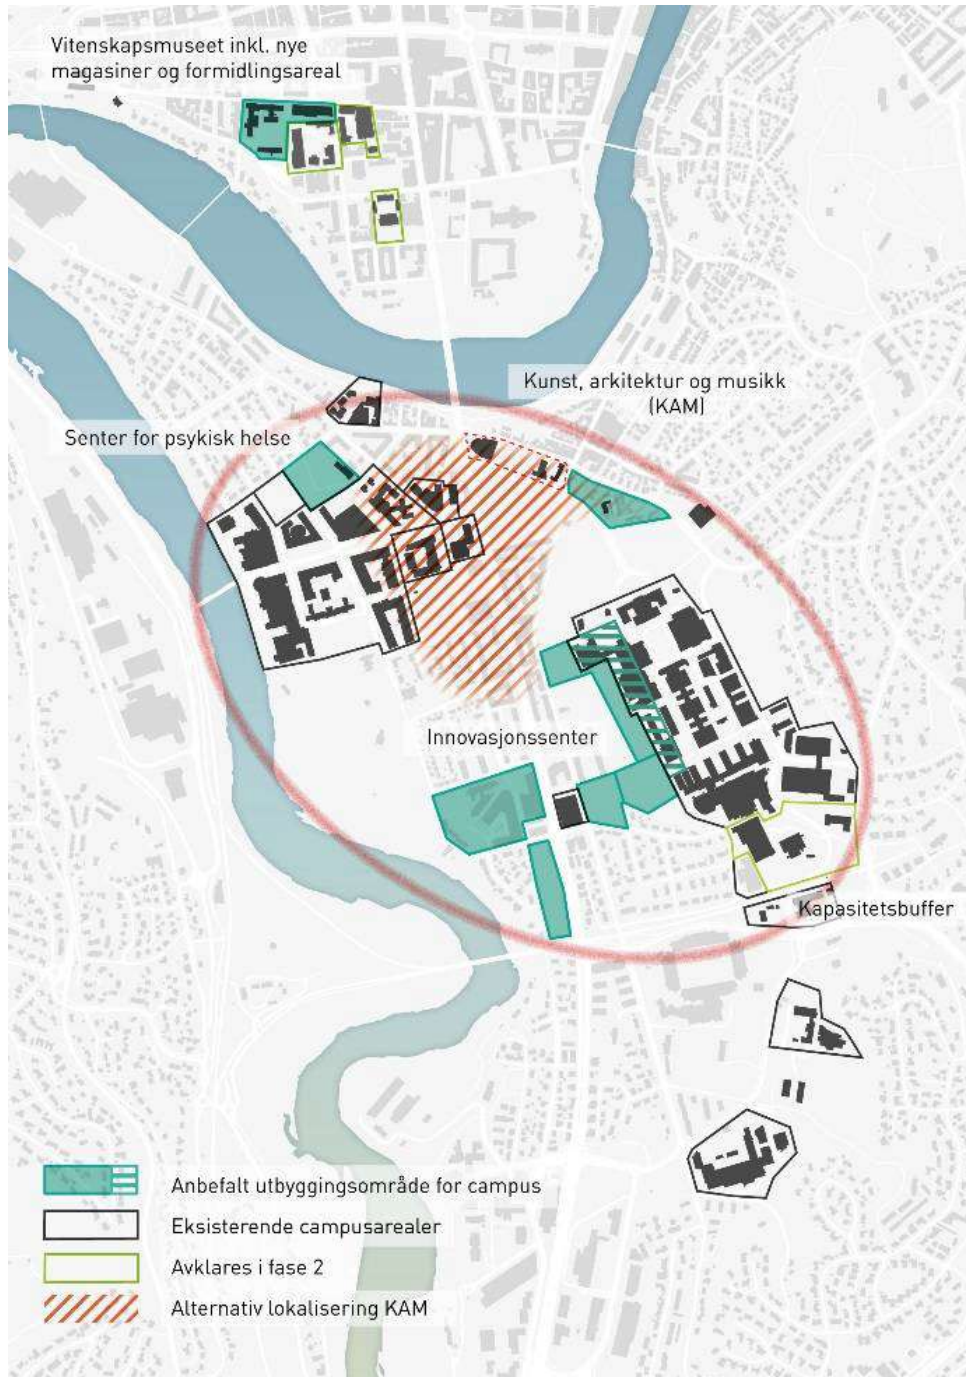 Vitenskapsmuseet inkl. nye
magasiner og formidlingsareal
Kunst, arkitektur og musikk
(KAM)
Senter for psykisk helse
Innovasjonssenter
Kapasitetsbuffer
Anbefalt utbyggingsområde for campus
Eksisterende campusarealer
Avklares i fase 2
Alternativ lokalisering KAM